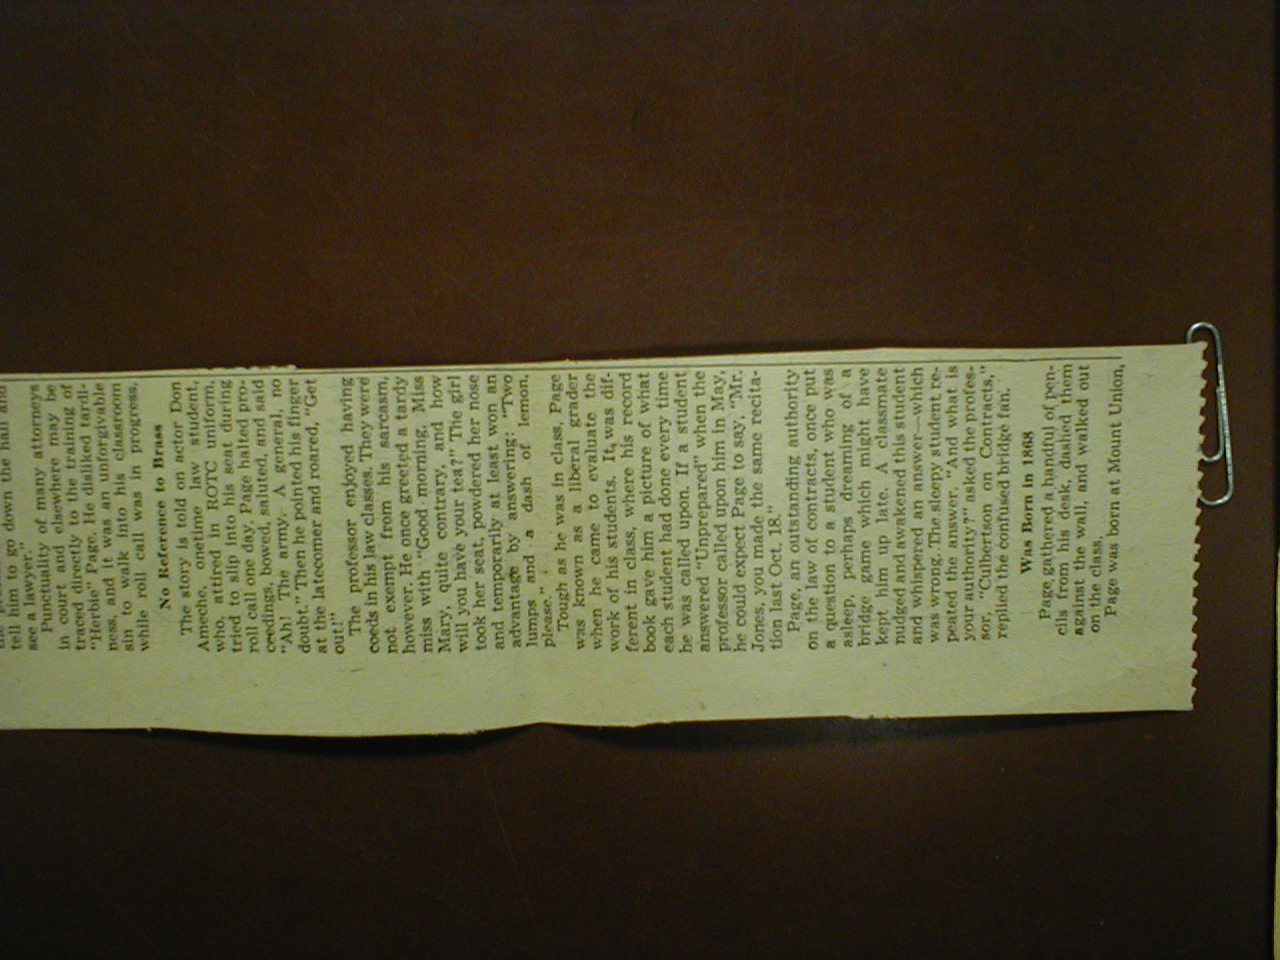 tell him to go down the hall and
see a lawyer."
Punctuality of many attorneys
in court and elsewhere may be
traced directly to the training of
"Herbie" Page. He disliked tardi-
ness, and it was an unforgivable
sin to walk into his classroom
while roll call was in progress.
No Reference to Brass
The story is told on actor Don
Ameche, onetime law student,
who, attired in ROTC uniform,
tried to slip into his seat during
roll call one day. Page halted pro-
ceedings, bowed, saluted, and said
"Ah! The army. A general, no
doubt." Then he pointed his finger
at the latecomer and roared, "Get
out!"
The professor enjoyed having
coeds in his law classes. They were
not exempt from his sarcasm,
however. He once greeted a tardy
miss with "Good morning, Miss
Mary, quite contrary, and how
will you have your tea?" The girl
took her seat, powdered her nose
and temporarily at least won an
advantage by answering: "Two
lumps and a dash of lemon,
please."
Tough as he was in class, Page
was known as a liberal grader
when he came to evaluate the
work of his students. It was dif-
ferent in class, where his record
book gave him a picture of what
each student had done every time
he was called upon. If a student
answered "Unprepared" when the
professor called upon him in May,
he could expect Page to say, "Mr.
Jones, you made the same recita-
tion last Oct. 18."
Page, an outstanding authority
on the law of contracts, once put
a question to a student who was
asleep, perhaps dreaming of a
bridge game which might have
kept him up late. A classmate
nudged and awakened this student
and whispered an answer—which
was wrong. The sleepy student re-
peated the answer. "And what is
your authority?" asked the profes-
sor. "Culbertson on Contracts,"
replied the confused bridge fan.
Was Born in 1868
Page gathered a handful of pen-
cils from his desk, dashed them
against the wall, and walked out
on the class.
Page was born at Mount Union,